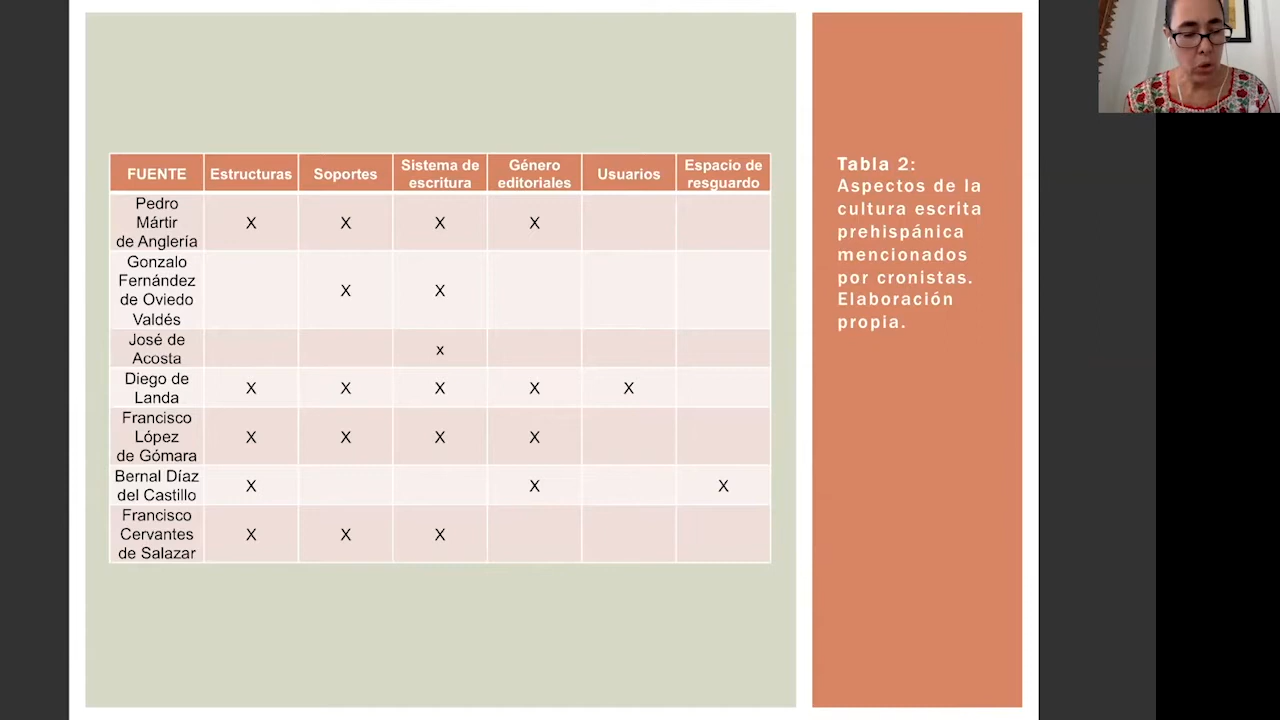 FUENTE Estructuras Soportes Sistema de escritura Género editoriales Usuarios Espacio de resguardo
Pedro
Mártir
de Anglería X X X X
Gonzalo
Fernández
de Oviedo
Valdés X X
José de
Acosta x
Diego de
Landa X X X X X
Francisco
López
de Gómara X X X X
Bernal Díaz
del Castillo X X X
Francisco
Cervantes
de Salazar X X X
Tabla 2:
Aspectos de la
cultura escrita
prehispánica
mencionados
por cronistas.
Elaboración
propia.